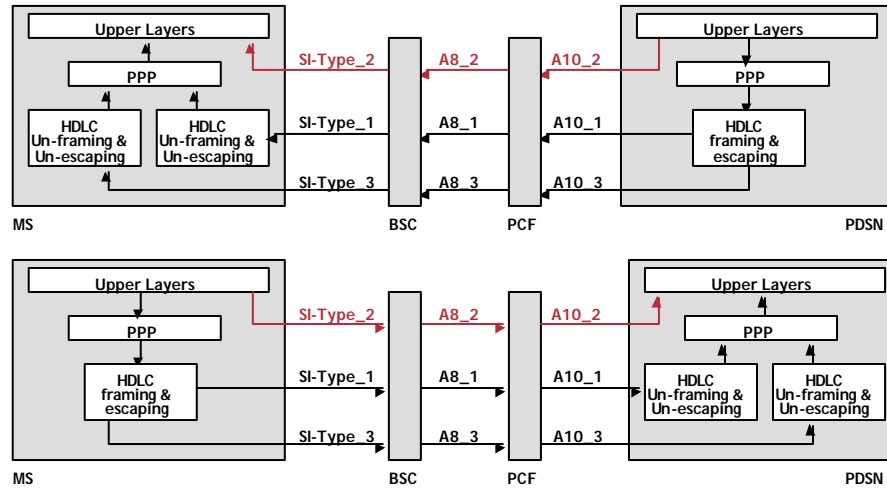 Upper Layers
Upper Layers
SI-Type_2
A8_2
A10_2
PPP
PPP
HDLC
Un-framing &
Un-escaping
HDLC
Un-framing &
Un-escaping
SI-Type_1
A8_1
A10_1
HDLC
framing &
escaping
SI-Type_3
A8_3
A10_3
MS
BSC
PCF
PDSN
Upper Layers
Upper Layers
SI-Type_2
A8_2
A10_2
PPP
PPP
HDLC
framing &
escaping
SI-Type_1
A8_1
A10_1
HDLC
Un-framing &
Un-escaping
HDLC
Un-framing &
Un-escaping
SI-Type_3
A8_3
A10_3
MS
BSC
PCF
PDSN